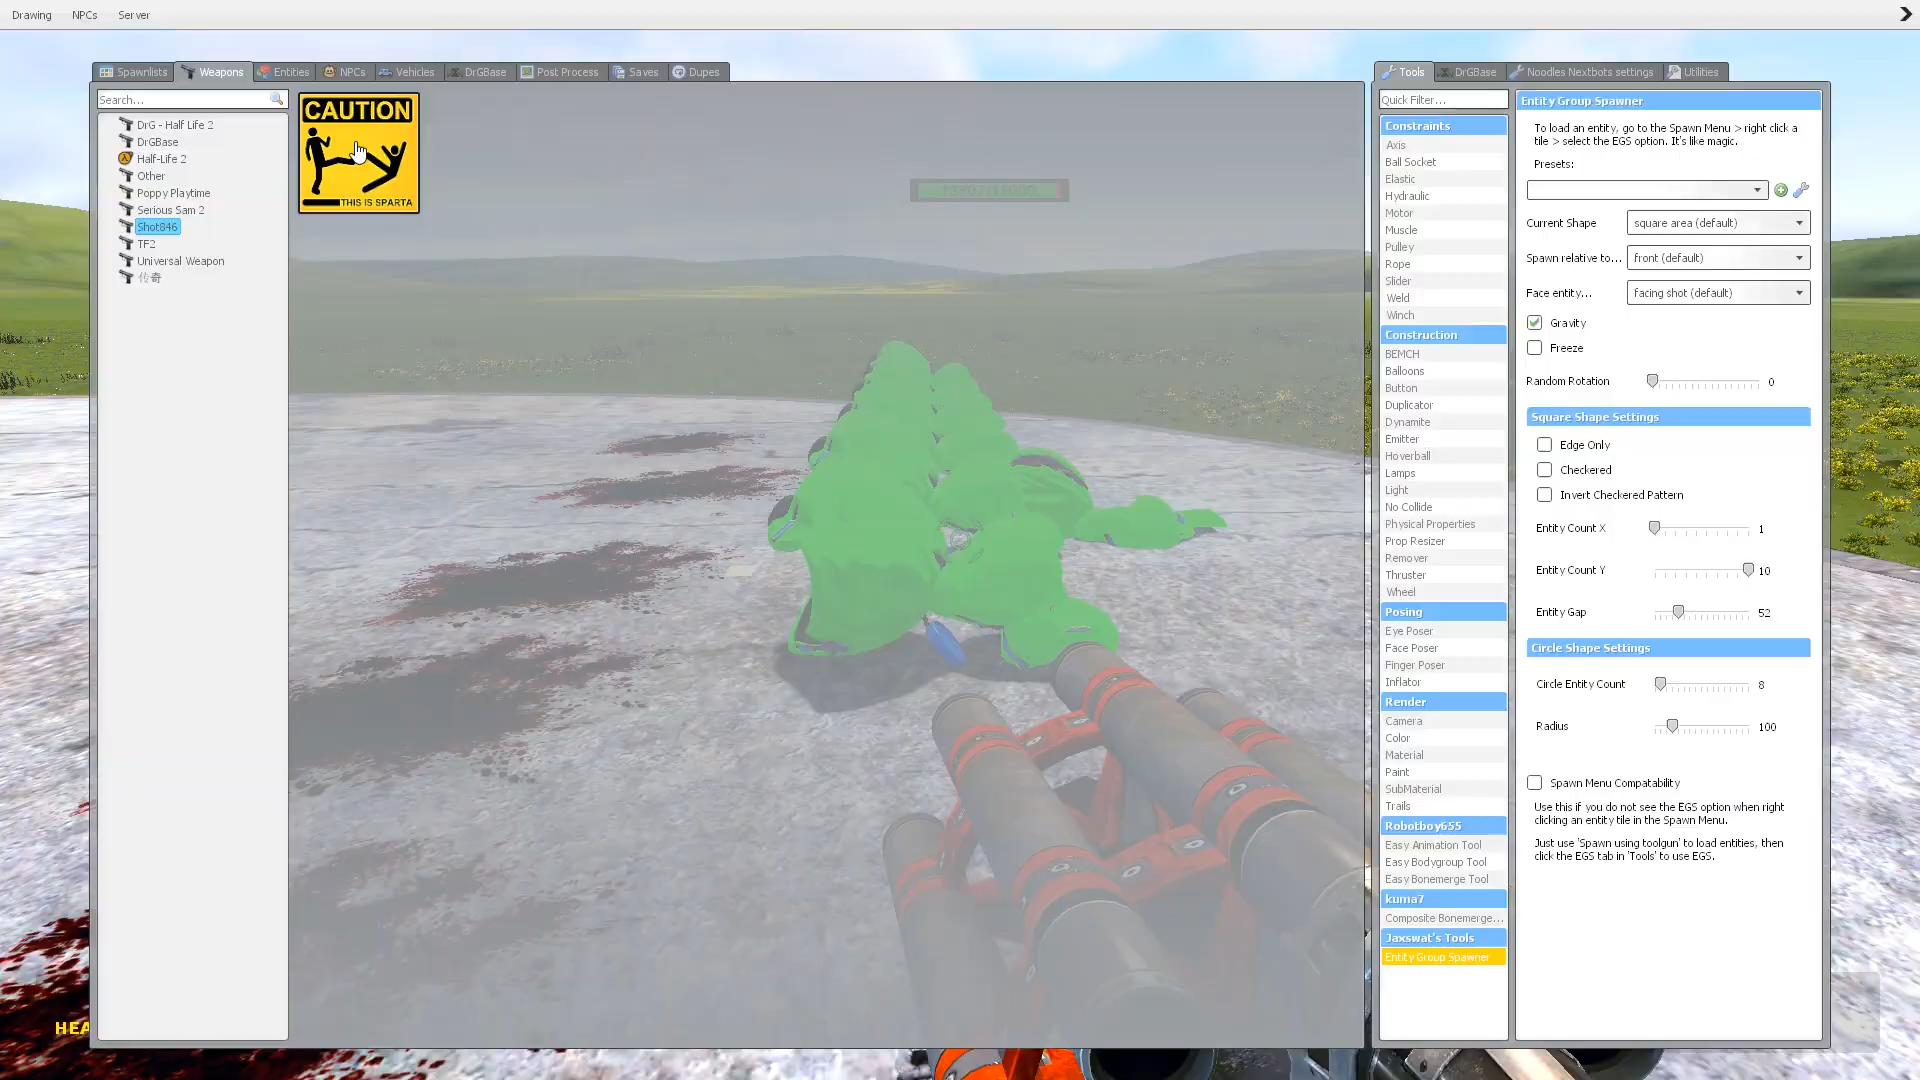 Drawing NPCs Server
Spawnlists Weapons Entities NPCs Vehicles DrGBase Post Process Saves Dupes
Search...
DrG - Half Life 2
DrGBase
Half-Life 2
Other
Poppy Playtime
Serious Sam 2
Shot846
TF2
Universal Weapon
传奇
CAUTION
THIS IS SPARTA
HEA
Tools DrGBase Noodles Nextbots settings Utilities
Quick Filter...
Constraints
Axis
Ball Socket
Elastic
Hydraulic
Motor
Muscle
Pulley
Rope
Slider
Weld
Winch
Construction
BEMCH
Balloons
Button
Duplicator
Dynamite
Emitter
Hoverball
Lamps
Light
No Collide
Physical Properties
Prop Resizer
Remover
Thruster
Wheel
Posing
Eye Poser
Face Poser
Finger Poser
Inflator
Render
Camera
Color
Material
Paint
SubMaterial
Trails
Robotboy655
Easy Animation Tool
Easy Bodygroup Tool
Easy Bonemerge Tool
kuma7
Composite Bonemerge...
Jaxswat's Tools
Entity Group Spawner
Entity Group Spawner
To load an entity, go to the Spawn Menu > right click a
tile > select the EGS option. It's like magic.
Presets:
Current Shape square area (default)
Spawn relative to... front (default)
Face entity... facing shot (default)
Gravity
Freeze
Random Rotation 0
Square Shape Settings
Edge Only
Checkered
Invert Checkered Pattern
Entity Count X 1
Entity Count Y 10
Entity Gap 52
Circle Shape Settings
Circle Entity Count 8
Radius 100
Spawn Menu Compatability
Use this if you do not see the EGS option when right
clicking an entity tile in the Spawn Menu.
Just use 'Spawn using toolgun' to load entities, then
click the EGS tab in 'Tools' to use EGS.